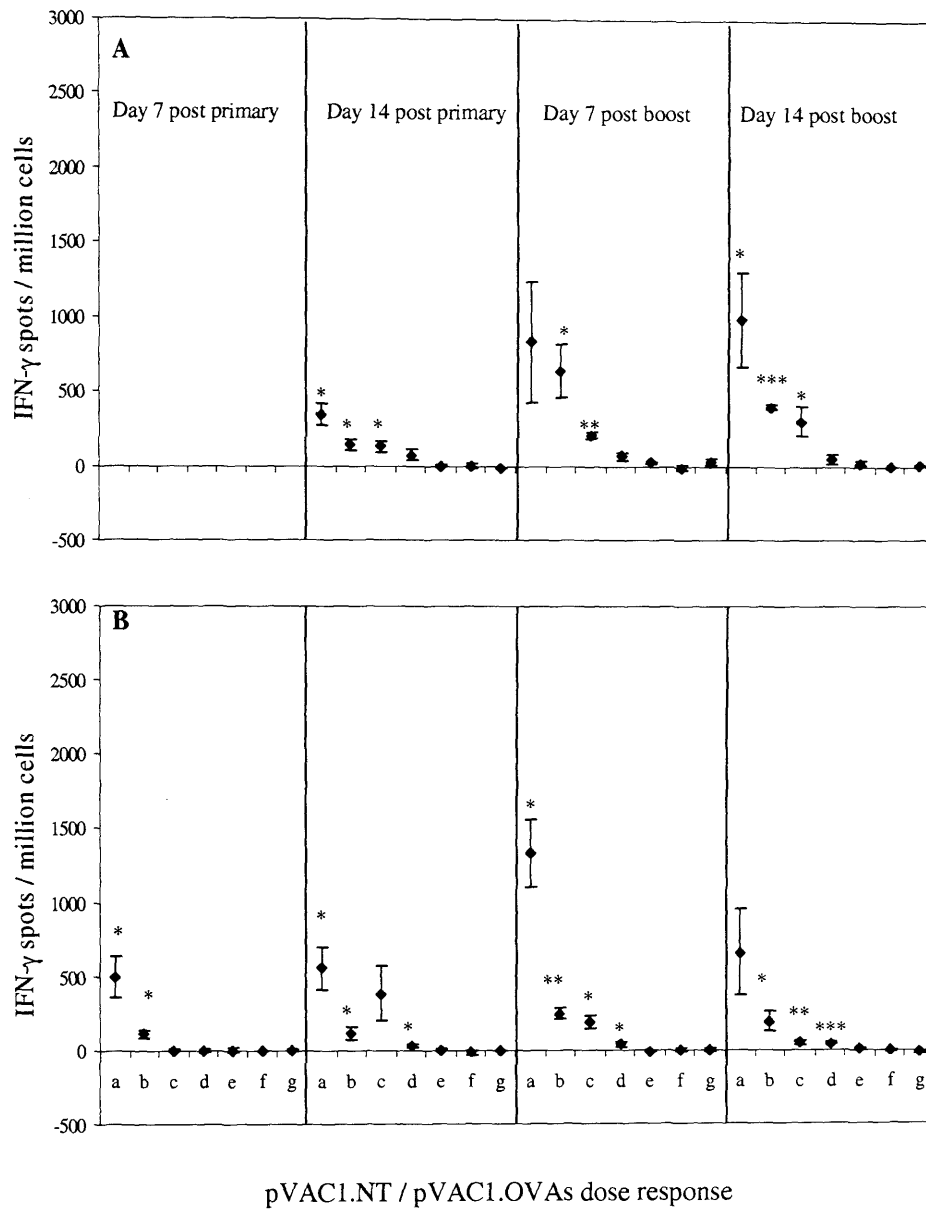 A
Day 7 post primary
Day 14 post primary
Day 7 post boost
Day 14 post boost
IFN-γ spots / million cells
3000
2500
2000
1500
1000
500
0
-500
* * *
* **
* *** *
B
IFN-γ spots / million cells
3000
2500
2000
1500
1000
500
0
-500
* *
* * *
* ** * *
* ** ***
a b c d e f g a b c d e f g a b c d e f g a b c d e f g
pVAC1.NT / pVAC1.OVAs dose response